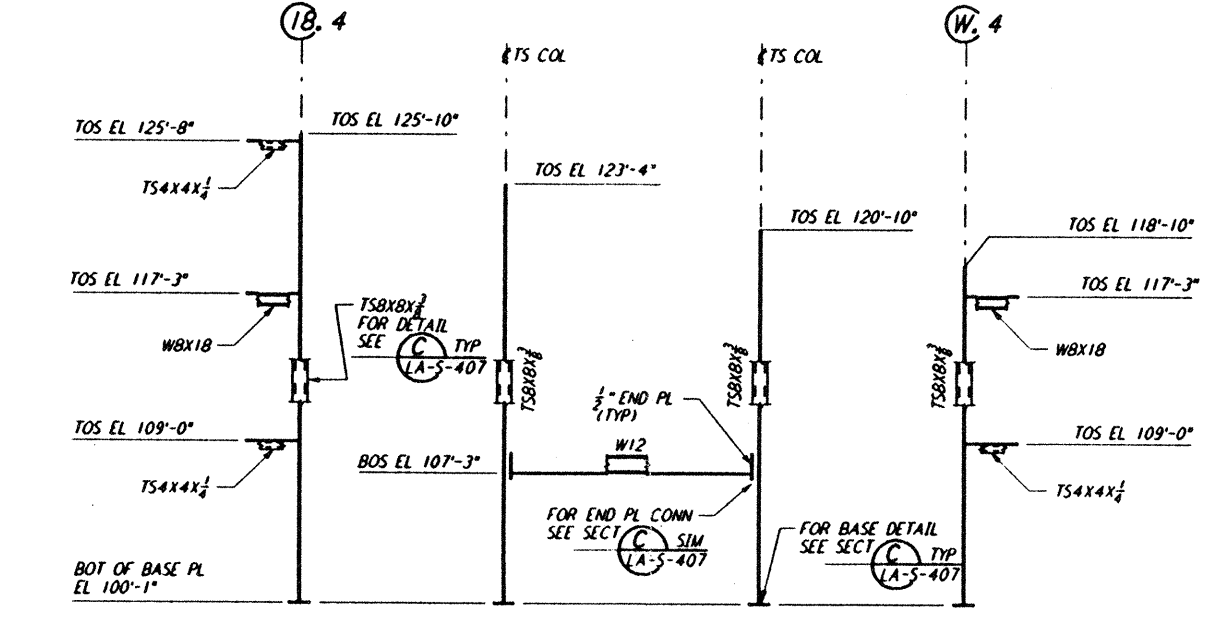 18.4
W.4
TS COL
TS COL
TOS EL 125'-8"
TOS EL 125'-10"
TS4X4X1/4
TOS EL 123'-4"
TOS EL 120'-10"
TOS EL 118'-10"
TOS EL 117'-3"
TOS EL 117'-3"
W8X18
W8X18
TS8X8X3/8
FOR DETAIL
SEE C TYP
LA-S-407
TS8X8X3/8
TS8X8X3/8
TS8X8X3/8
1/2" END PL
(TYP)
TOS EL 109'-0"
TOS EL 109'-0"
W12
BOS EL 107'-3"
TS4X4X1/4
TS4X4X1/4
FOR END PL CONN
SEE SECT C SIM
LA-S-407
FOR BASE DETAIL
SEE SECT C TYP
LA-S-407
BOT OF BASE PL
EL 100'-1"